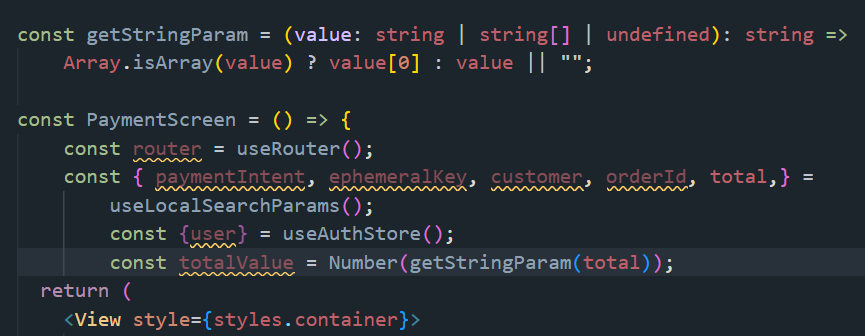 const getStringParam = (value: string | string[] | undefined): string =>
Array.isArray(value) ? value[0] : value || "";
const PaymentScreen = () => {
const router = useRouter();
const { paymentIntent, ephemeralKey, customer, orderId, total,} =
useLocalSearchParams();
const {user} = useAuthStore();
const totalValue = Number(getStringParam(total));
return (
<View style={styles.container}>